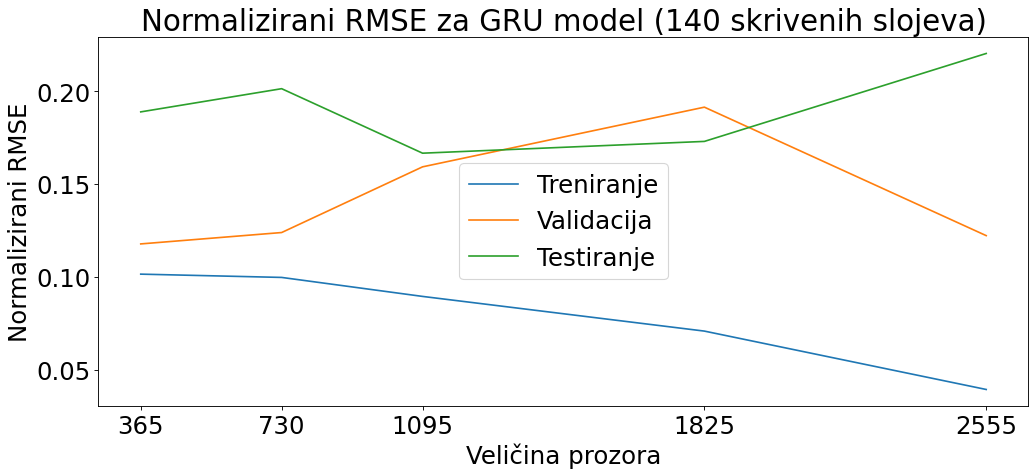 Normalizirani RMSE za GRU model (140 skrivenih slojeva)
Normalizirani RMSE
0.20
0.15
0.10
0.05
Treniranje
Validacija
Testiranje
365 730 1095 1825 2555
Veličina prozora